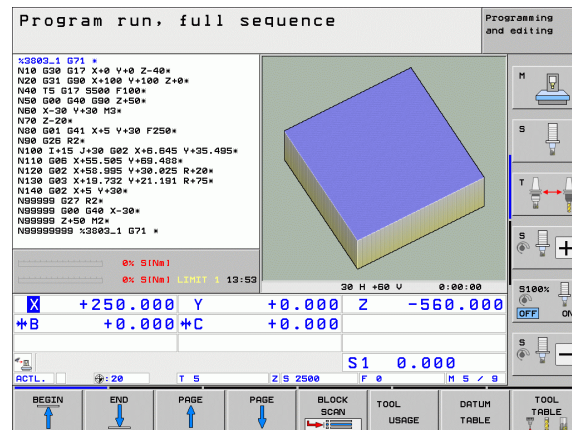 Program run, full sequence
Programming
and editing
%3803_1 G71 *
N10 G30 G17 X+0 Y+0 Z-40*
N20 G31 G90 X+100 Y+100 Z+0*
N40 T5 G17 S500 F100*
N50 G00 G40 G90 Z+50*
N60 X-30 Y+30 M3*
N70 Z-20*
N80 G01 G41 X+5 Y+30 F250*
N90 G26 R2*
N100 I+15 J+30 G02 X+6.645 Y+35.495*
N110 G06 X+55.505 Y+69.488*
N120 G02 X+58.995 Y+30.025 R+20*
N130 G03 X+19.732 Y+21.191 R+75*
N140 G02 X+5 Y+30*
N99999 G27 R2*
N99999 G00 G40 X-30*
N99999 Z+50 M2*
N99999999 %3803_1 G71 *
0% S[Nm]
0% S[Nm] LIMIT 1 13:53
30 H +60 V 0:00:00
X +250.000 Y +0.000 Z -560.000
B +0.000 C +0.000
S1 0.000
ACTL. : 20 T 5 Z S 2500 F 0 M 5 / 9
M
S
T
S
S100%
OFF ON
S
BEGIN
END
PAGE
PAGE
BLOCK
SCAN
TOOL
USAGE
DATUM
TABLE
TOOL
TABLE